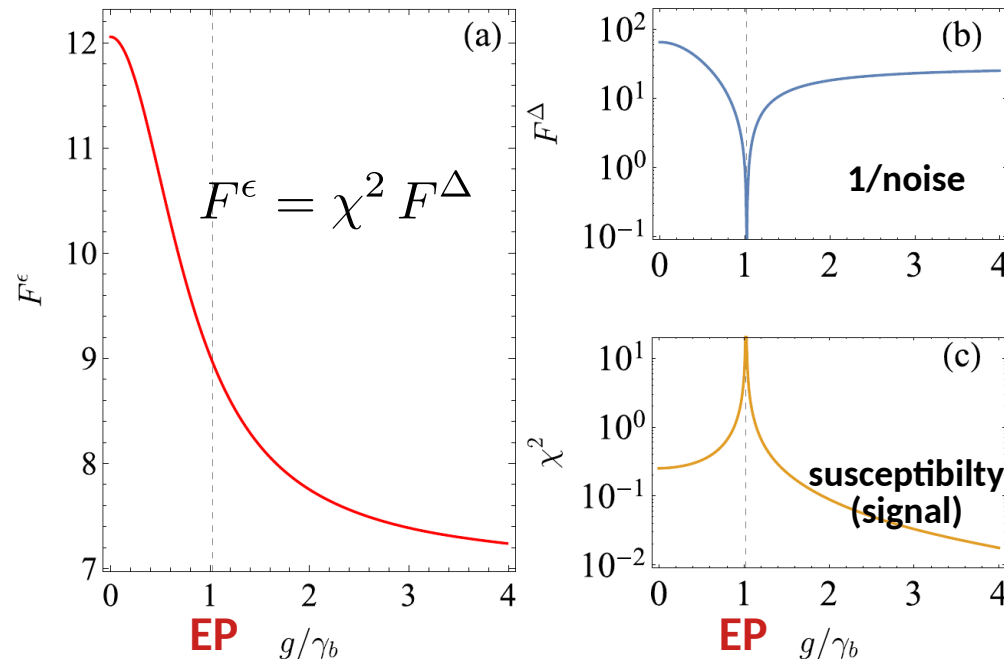 (a)
12
11
10
9
8
7
F^ϵ
F^ϵ = χ² F^Δ
0 1 2 3 4
EP g/γ_b
(b)
10²
10¹
10⁰
10⁻¹
F^Δ
1/noise
0 1 2 3 4
(c)
10¹
10⁰
10⁻¹
10⁻²
χ²
susceptibilty
(signal)
0 1 2 3 4
EP g/γ_b